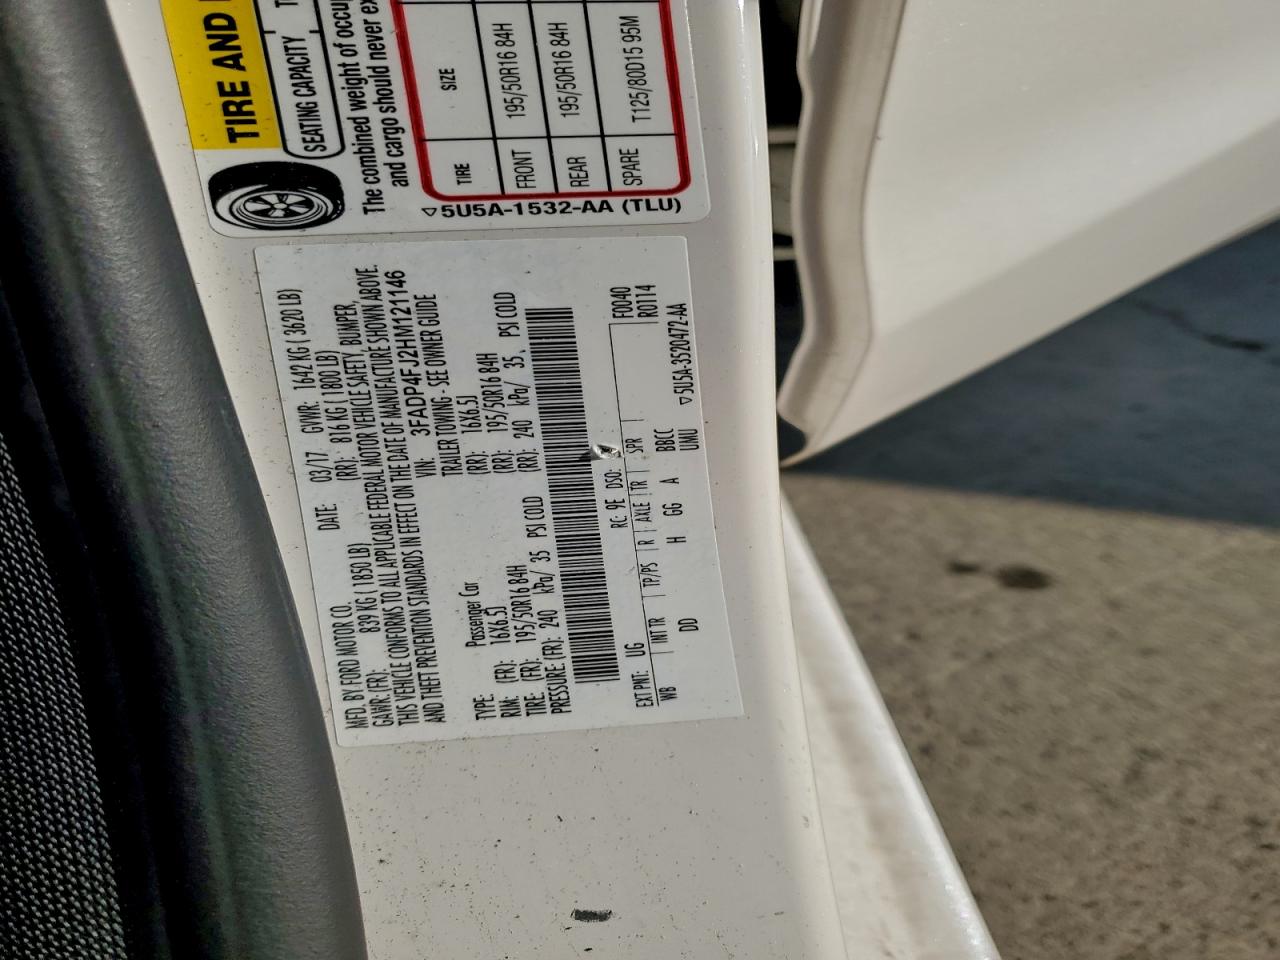 TIRE AND
SEATING CAPACITY
The combined weight of
and cargo should never
TIRE SIZE
FRONT 195/50R16 84H
REAR 195/50R16 84H
SPARE T125/80D15 95M
▽5U5A-1532-AA (TLU)
MFD. BY FORD MOTOR CO. DATE: 03/17 GVWR: 1642 KG ( 3620 LB)
GAWR: (FR): 839 KG ( 1850 LB) (RR): 816 KG ( 1800 LB)
THIS VEHICLE CONFORMS TO ALL APPLICABLE FEDERAL MOTOR VEHICLE SAFETY, BUMPER,
AND THEFT PREVENTION STANDARDS IN EFFECT ON THE DATE OF MANUFACTURE SHOWN ABOVE.
VIN: 3FADP4FJ2HM121146
TYPE: Passenger Car TRAILER TOWING - SEE OWNER GUIDE
RIM: (FR): 16X6.5J (RR): 16X6.5J
TIRE: (FR): 195/50R16 84H (RR): 195/50R16 84H
PRESSURE: (FR): 240 kPa/ 35 PSI COLD (RR): 240 kPa/ 35 PSI COLD
EXT PNT: UG RC: 9E DSO: F0040
WB INT TR TP/PS R AXLE TR SPR R0114
DD H GG A BBCC
UMU ▽5U5A-3520472-AA